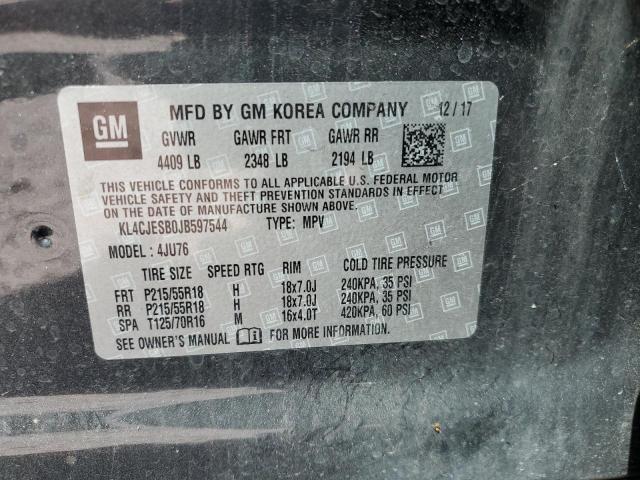 GM
MFD BY GM KOREA COMPANY 12/17
GVWR GAWR FRT GAWR RR
4409 LB 2348 LB 2194 LB
THIS VEHICLE CONFORMS TO ALL APPLICABLE U.S. FEDERAL MOTOR
VEHICLE SAFETY AND THEFT PREVENTION STANDARDS IN EFFECT
ON THE DATE OF MANUFACTURE SHOWN ABOVE.
KL4CJESB0JB597544 TYPE: MPV
MODEL: 4JU76
TIRE SIZE SPEED RTG RIM COLD TIRE PRESSURE
FRT P215/55R18 H 18x7.0J 240KPA, 35 PSI
RR P215/55R18 H 18x7.0J 240KPA, 35 PSI
SPA T125/70R16 M 16x4.0T 420KPA, 60 PSI
SEE OWNER'S MANUAL FOR MORE INFORMATION.